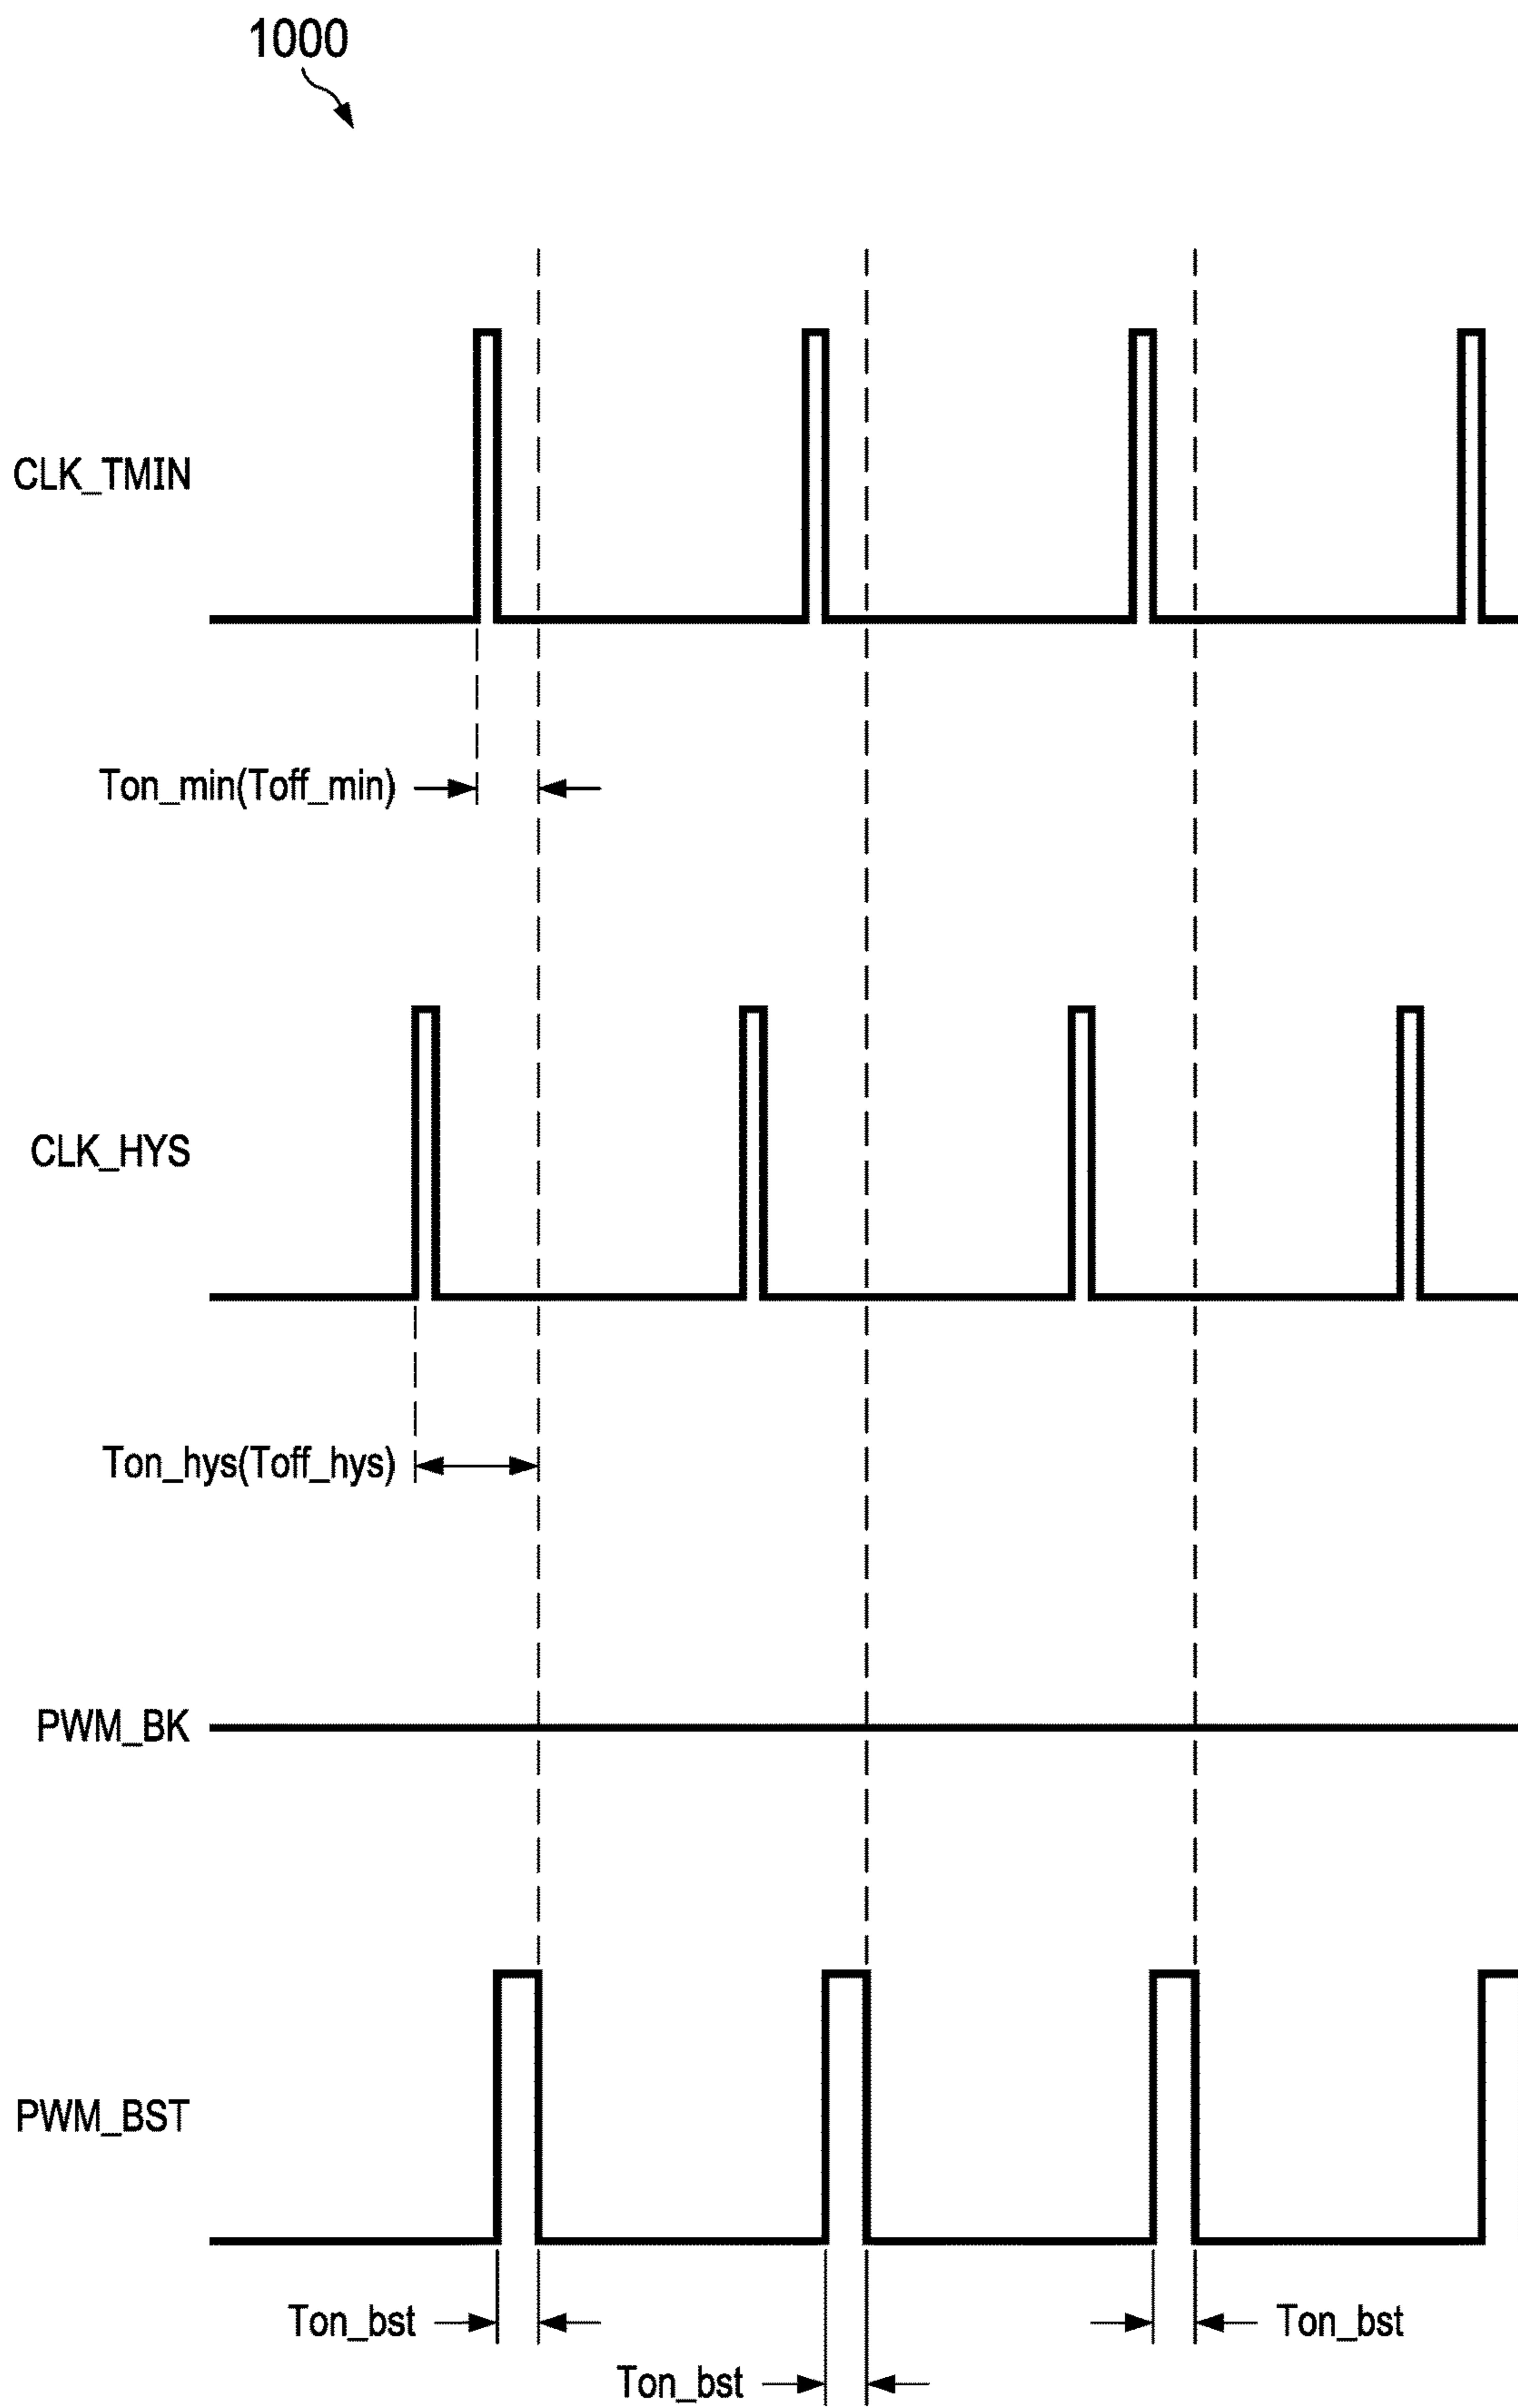 1000
CLK_TMIN
Ton_min(Toff_min)
CLK_HYS
Ton_hys(Toff_hys)
PWM_BK
PWM_BST
Ton_bst
Ton_bst
Ton_bst